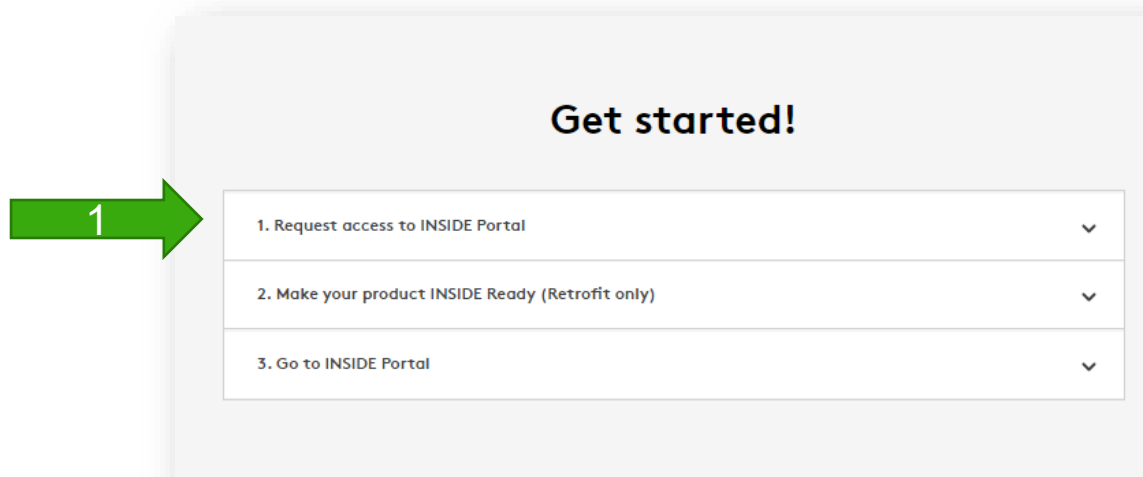 Get started!
1
1. Request access to INSIDE Portal
2. Make your product INSIDE Ready (Retrofit only)
3. Go to INSIDE Portal